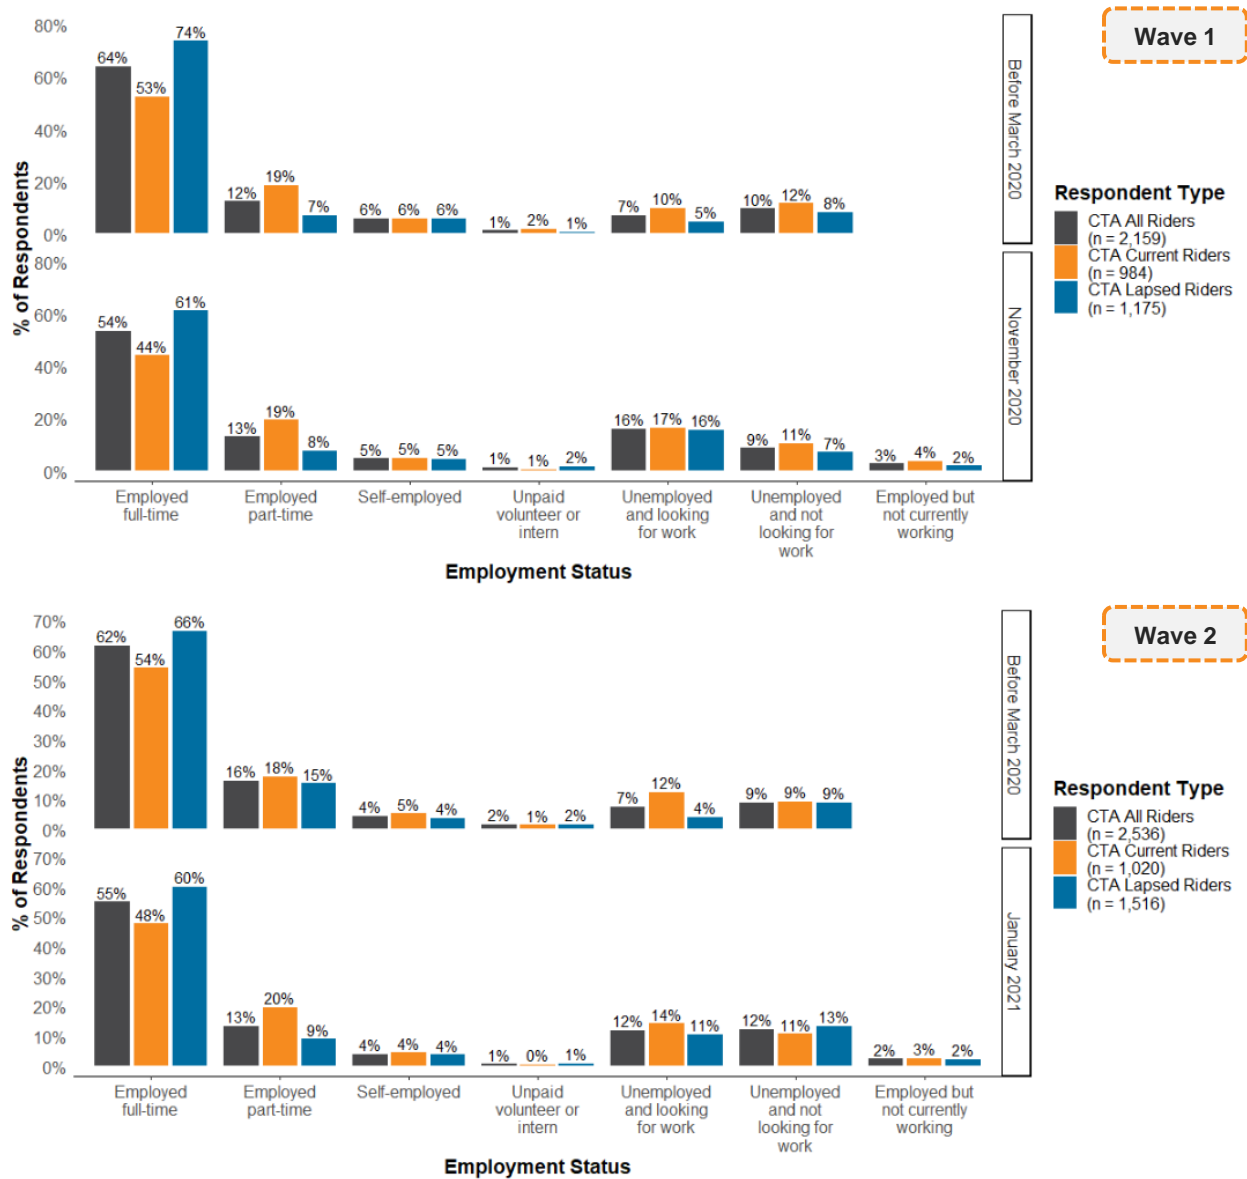 Wave 1
80%
60%
40%
20%
0%
64%
53%
74%
12%
19%
7%
6%
6%
6%
1%
2%
1%
7%
10%
5%
10%
12%
8%
Before March 2020
80%
60%
40%
20%
0%
54%
44%
61%
13%
19%
8%
5%
5%
5%
1%
1%
2%
16%
17%
16%
9%
11%
7%
3%
4%
2%
November 2020
% of Respondents
Employed
full-time
Employed
part-time
Self-employed
Unpaid
volunteer or
intern
Unemployed
and looking
for work
Unemployed
and not
looking for
work
Employed but
not currently
working
Employment Status
Respondent Type
CTA All Riders
(n = 2,159)
CTA Current Riders
(n = 984)
CTA Lapsed Riders
(n = 1,175)
Wave 2
70%
60%
50%
40%
30%
20%
10%
0%
62%
54%
66%
16%
18%
15%
4%
5%
4%
2%
1%
2%
7%
12%
4%
9%
9%
9%
Before March 2020
70%
60%
50%
40%
30%
20%
10%
0%
55%
48%
60%
13%
20%
9%
4%
4%
4%
1%
0%
1%
12%
14%
11%
12%
11%
13%
2%
3%
2%
January 2021
% of Respondents
Employed
full-time
Employed
part-time
Self-employed
Unpaid
volunteer or
intern
Unemployed
and looking
for work
Unemployed
and not
looking for
work
Employed but
not currently
working
Employment Status
Respondent Type
CTA All Riders
(n = 2,536)
CTA Current Riders
(n = 1,020)
CTA Lapsed Riders
(n = 1,516)